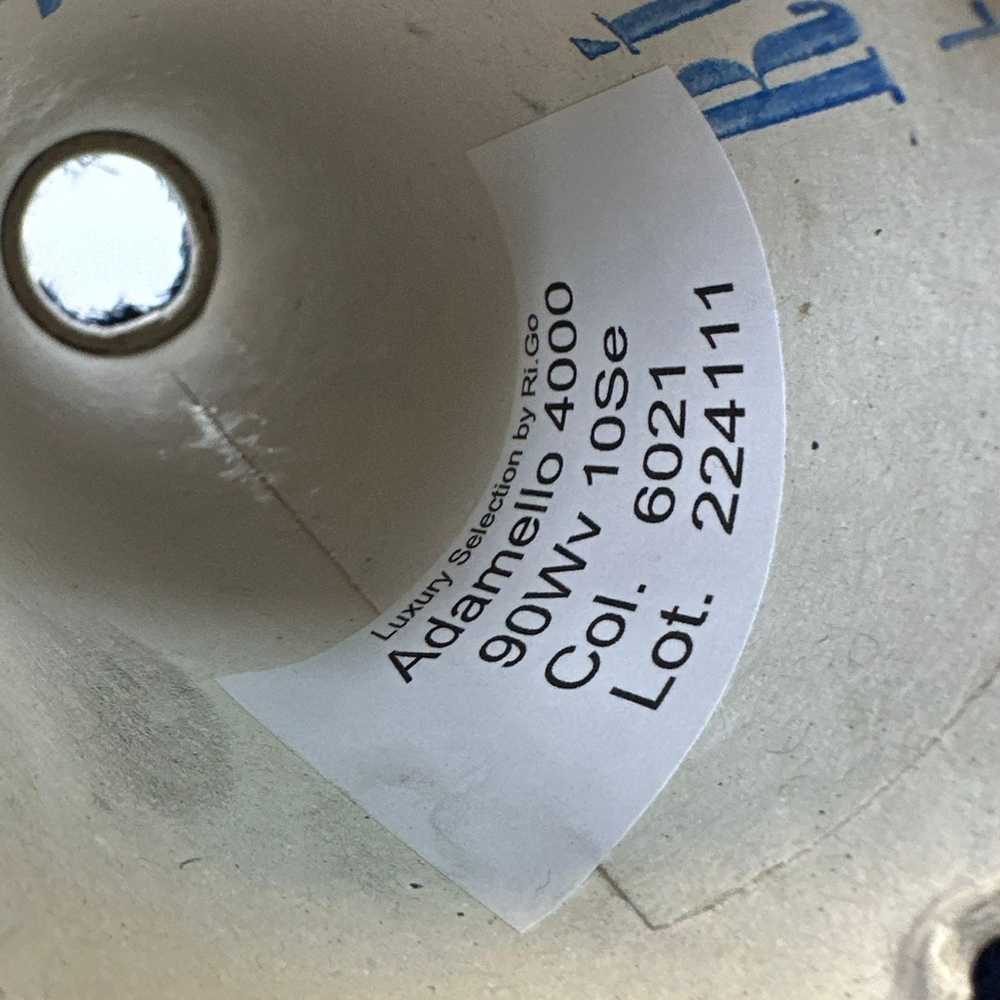 Luxury Selection by Ri.Go
Adamello 4000
90Wv 10Se
Col. 6021
Lot. 224111